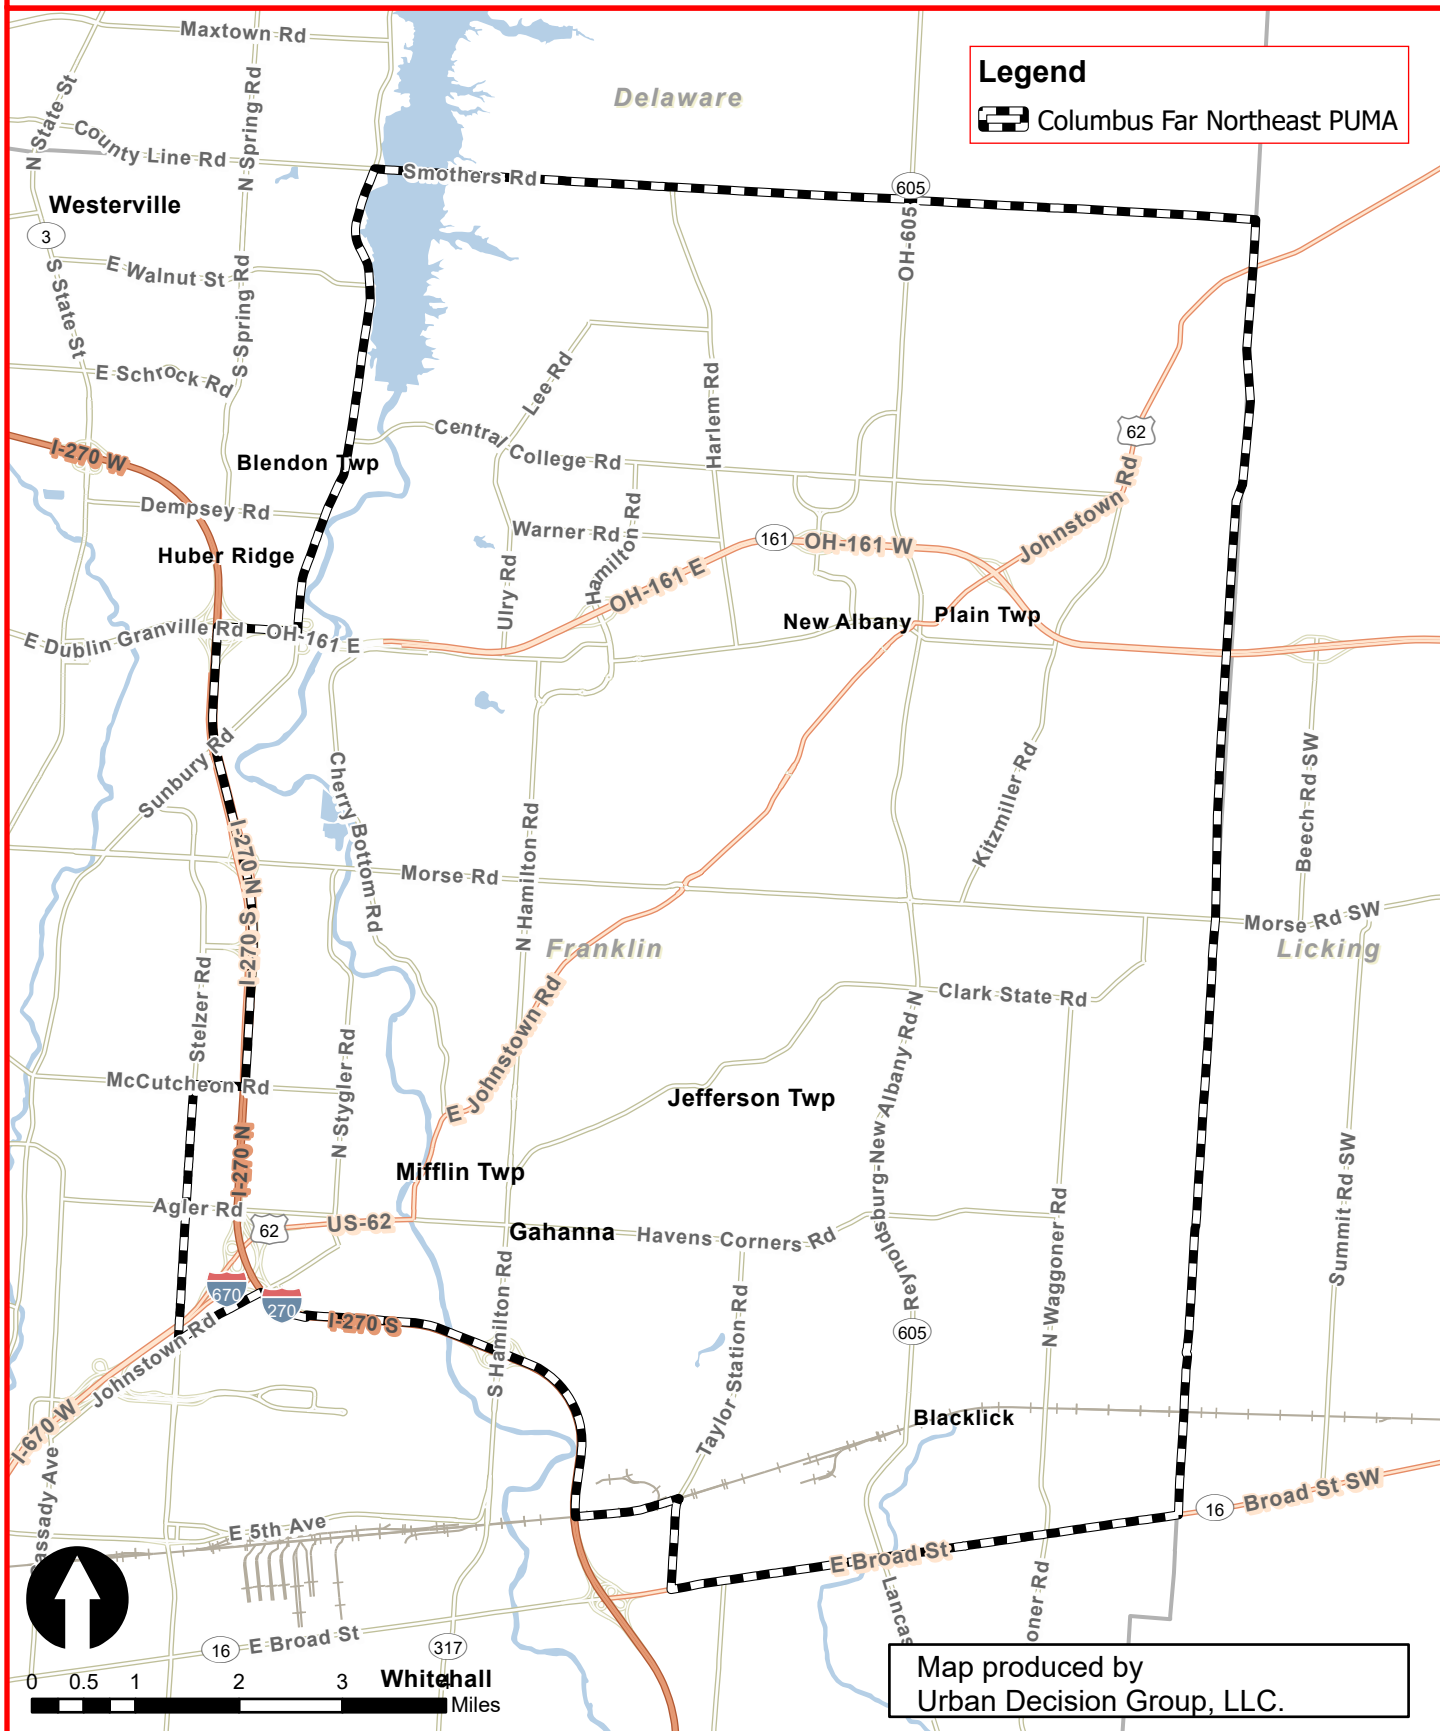 Maxtown Rd
Delaware
Legend
Columbus Far Northeast PUMA
N State St
N Spring Rd
County Line Rd
Smothers Rd
605
Westerville
3
OH-605
E Walnut St
S State St
S Spring Rd
E Schrock Rd
Lee Rd
Harlem Rd
62
Central College Rd
I-270 W
Blendon Twp
Johnstown Rd
Dempsey Rd
Hamilton Rd
Warner Rd
161
OH-161 W
Huber Ridge
OH-161 E
Ulry Rd
New Albany
Plain Twp
E Dublin Granville Rd
OH-161 E
Sunbury Rd
Cherry Bottom Rd
Kitzmiller Rd
Beech Rd SW
I-270 N
N Hamilton Rd
Morse Rd
Morse Rd SW
I-270 S
Franklin
Licking
Stelzer Rd
Clark State Rd
E Johnstown Rd
Reynoldsburg-New Albany Rd N
McCutcheon Rd
N Stygler Rd
Jefferson Twp
I-270 N
Mifflin Twp
Summit Rd SW
Agler Rd
62
US-62
Gahanna
Havens Corners Rd
N Waggoner Rd
670
270
I-270 S
S Hamilton Rd
Taylor Station Rd
605
Johnstown Rd
I-670 W
Blacklick
assady Ave
16
Broad St SW
E 5th Ave
E Broad St
Lancas
oner Rd
16
E Broad St
317
Whitehall
0 0.5 1 2 3 4
Miles
Map produced by
Urban Decision Group, LLC.